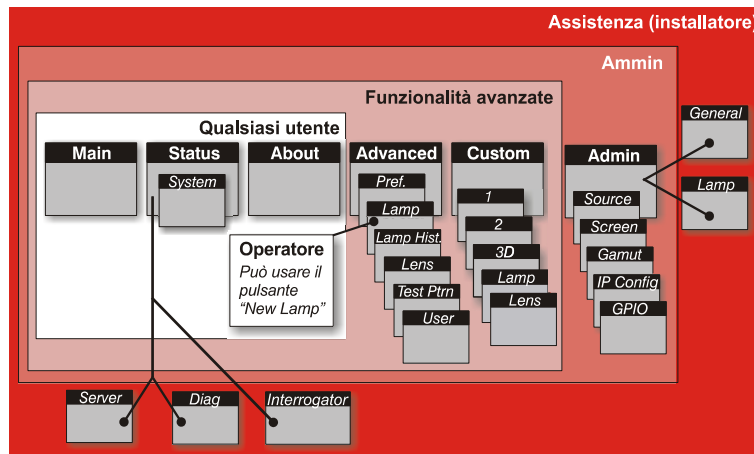 Assistenza (installatore)
Ammin
Funzionalità avanzate
Qualsiasi utente
Main
Status
About
Advanced
Custom
Admin
General
Lamp
System
Pref.
Lamp
Lamp Hist.
Lens
Test Ptrn
User
1
2
3D
Lamp
Lens
Source
Screen
Gamut
IP Config
GPIO
Operatore
Può usare il
pulsante
“New Lamp”
Server
Diag
Interrogator